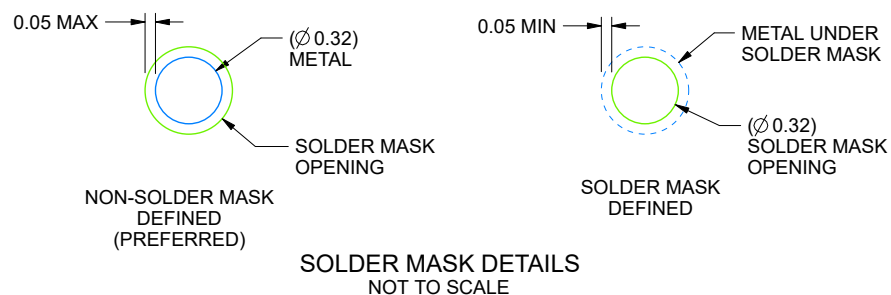 0.05 MAX
(Ø 0.32)
METAL
SOLDER MASK
OPENING
NON-SOLDER MASK
DEFINED
(PREFERRED)
0.05 MIN
METAL UNDER
SOLDER MASK
(Ø 0.32)
SOLDER MASK
OPENING
SOLDER MASK
DEFINED
SOLDER MASK DETAILS
NOT TO SCALE